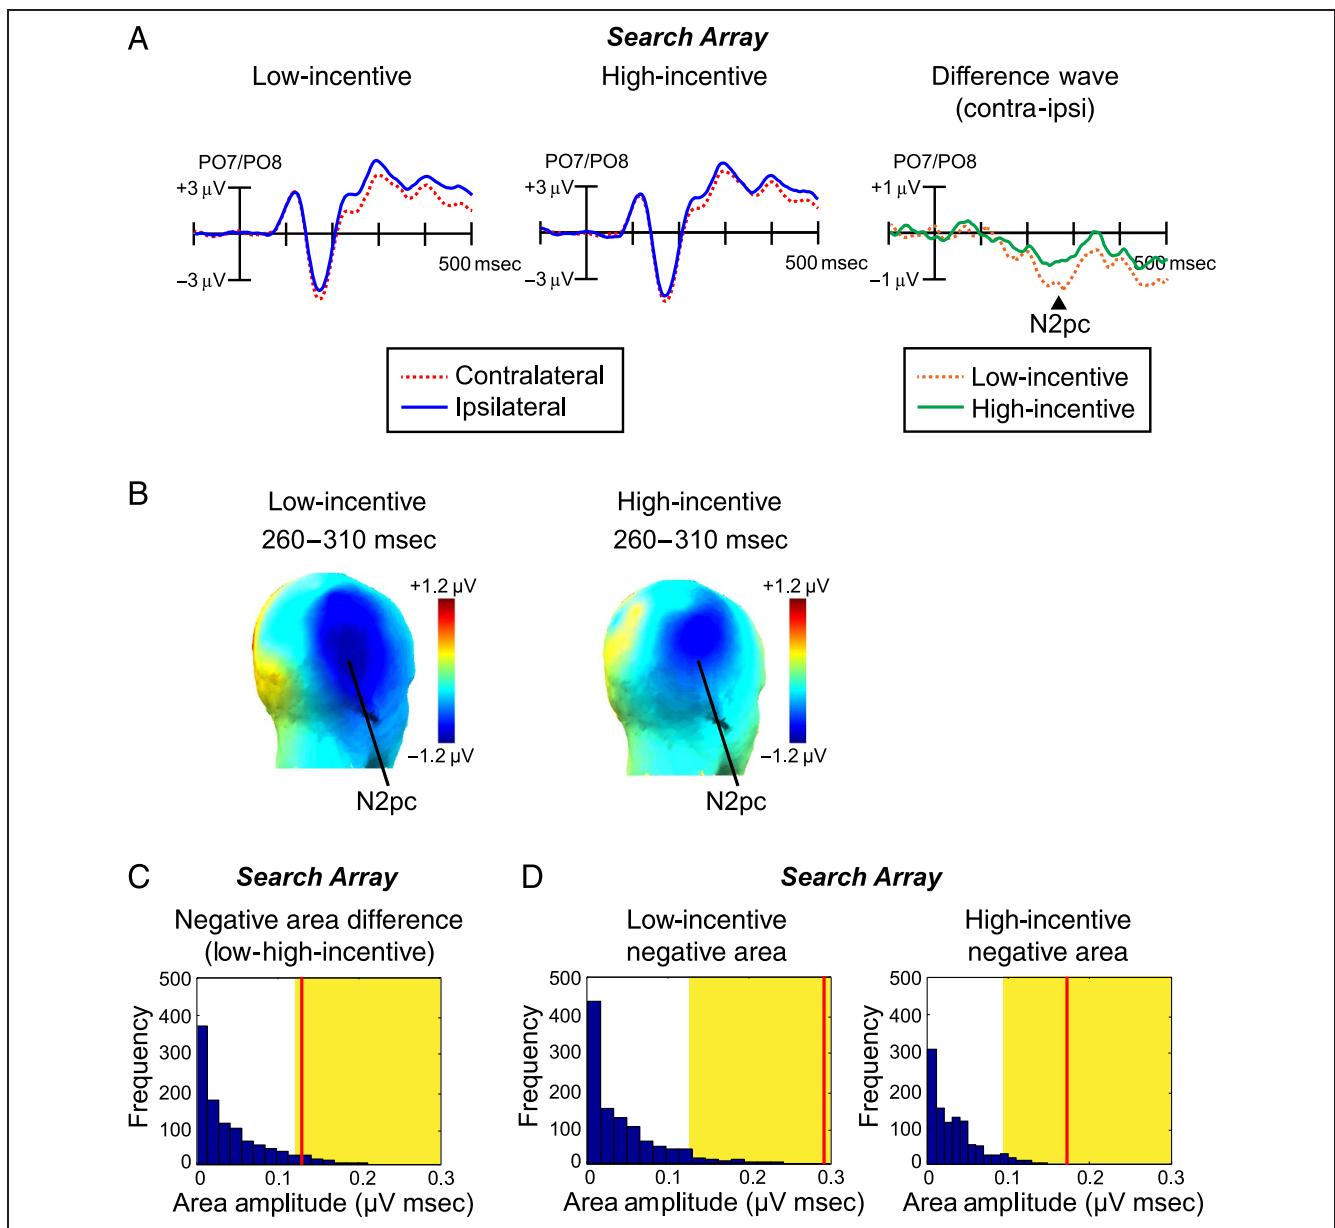 A
Search Array
Low-incentive
High-incentive
Difference wave
(contra-ipsi)
PO7/PO8
+3 µV
−3 µV
500 msec
PO7/PO8
+3 µV
−3 µV
500 msec
PO7/PO8
+1 µV
−1 µV
500 msec
N2pc
Contralateral
Ipsilateral
Low-incentive
High-incentive
B
Low-incentive
260–310 msec
+1.2 µV
−1.2 µV
N2pc
High-incentive
260–310 msec
+1.2 µV
−1.2 µV
N2pc
C
Search Array
Negative area difference
(low-high-incentive)
Frequency
500
400
300
200
100
0
0 0.1 0.2 0.3
Area amplitude (µV msec)
D
Search Array
Low-incentive
negative area
Frequency
500
400
300
200
100
0
0 0.1 0.2 0.3
Area amplitude (µV msec)
High-incentive
negative area
Frequency
500
400
300
200
100
0
0 0.1 0.2 0.3
Area amplitude (µV msec)